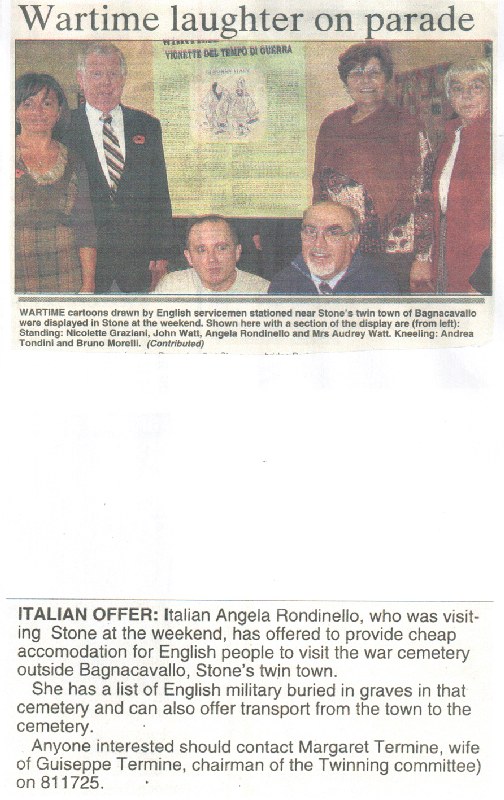 Wartime laughter on parade
VIGNETTE DEL TEMPO DI GUERRA
WARTIME cartoons drawn by English servicemen stationed near Stone's twin town of Bagnacavallo
were displayed in Stone at the weekend. Shown here with a section of the display are (from left):
Standing: Nicolette Graziani, John Watt, Angela Rondinello and Mrs Audrey Watt. Kneeling: Andrea
Tondini and Bruno Morelli. (Contributed)
ITALIAN OFFER: Italian Angela Rondinello, who was visit-
ing Stone at the weekend, has offered to provide cheap
accomodation for English people to visit the war cemetery
outside Bagnacavallo, Stone's twin town.
She has a list of English military buried in graves in that
cemetery and can also offer transport from the town to the
cemetery.
Anyone interested should contact Margaret Termine, wife
of Guiseppe Termine, chairman of the Twinning committee)
on 811725.